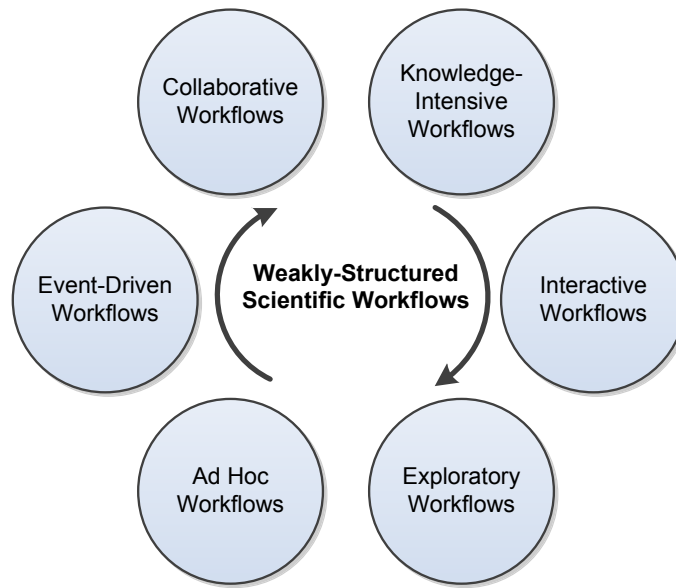 Collaborative
Workflows
Knowledge-
Intensive
Workflows
Event-Driven
Workflows
Weakly-Structured
Scientific Workflows
Interactive
Workflows
Ad Hoc
Workflows
Exploratory
Workflows